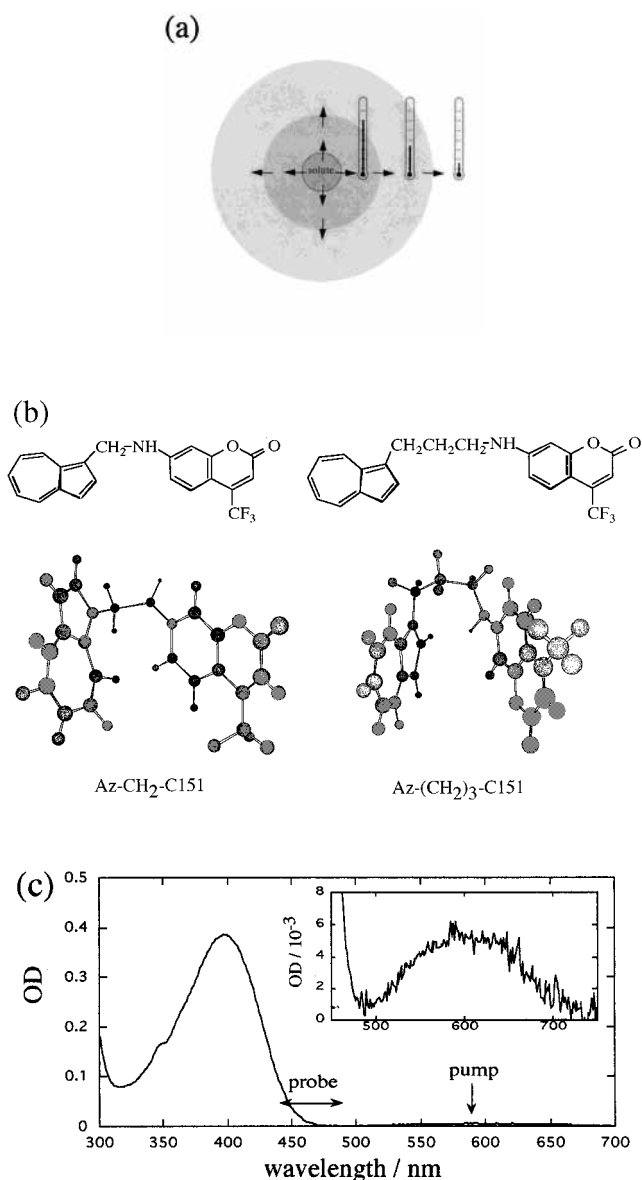 (a)
solute
(b)
CH2-NH O O
CF3
CH2CH2CH2-NH O O
CF3
Az-CH2-C151
Az-(CH2)3-C151
(c)
0.5
0.4
0.3
0.2
0.1
0
OD
300 400 450 500 550 600 650 700
350
wavelength / nm
probe
pump
8
6
4
2
0
OD / 10-3
500 600 700